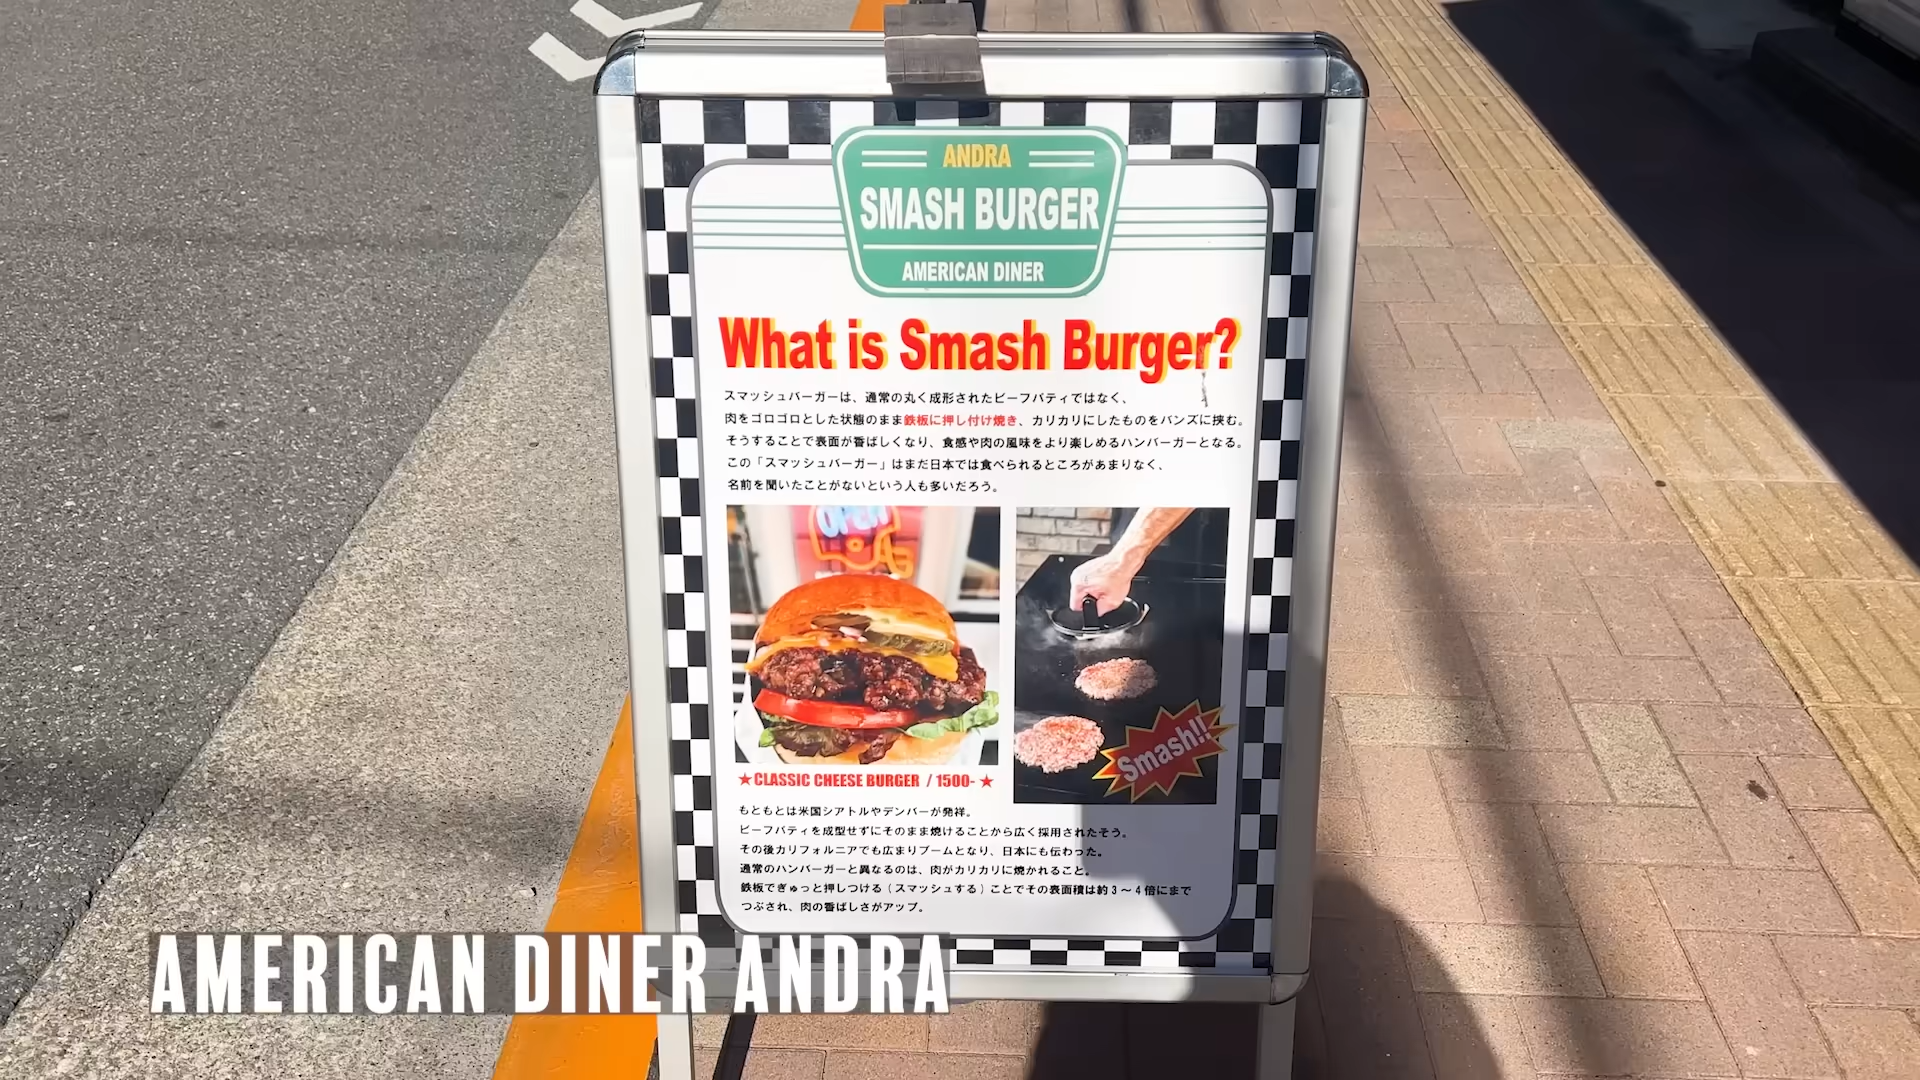 ANDRA
SMASH BURGER
AMERICAN DINER
What is Smash Burger?
スマッシュバーガーは、通常の丸く成形されたビーフパティではなく、
肉をゴロゴロとした状態のまま鉄板に押し付け焼き、カリカリにしたものをバンズに挟む。
そうすることで表面が香ばしくなり、食感や肉の風味をより楽しめるハンバーガーとなる。
この「スマッシュバーガー」はまだ日本では食べられるところがあまりなく、
名前を聞いたことがないという人も多いだろう。
OPEN
Smash!!
★CLASSIC CHEESE BURGER / 1500- ★
もともとは米国シアトルやデンバーが発祥。
ビーフパティを成型せずにそのまま焼けることから広く採用されたそう。
その後カリフォルニアでも広まりブームとなり、日本にも伝わった。
通常のハンバーガーと異なるのは、肉がカリカリに焼かれること。
鉄板でぎゅっと押しつける（スマッシュする）ことでその表面積は約３～４倍にまで
つぶされ、肉の香ばしさがアップ。
AMERICAN DINER ANDRA